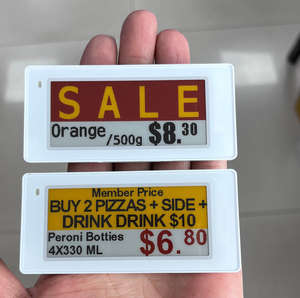 SALE
Orange /500g $8.30
Member Price
BUY 2 PIZZAS + SIDE +
DRINK DRINK $10
Peroni Botties $6.80
4X330 ML